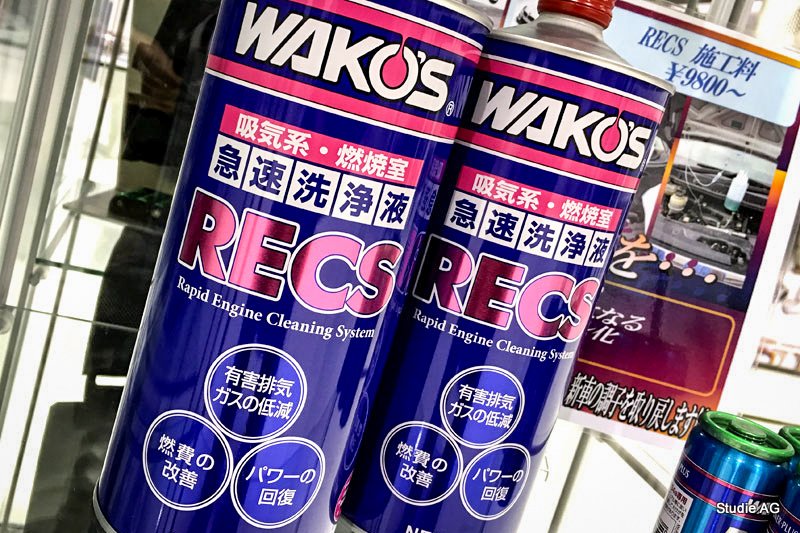 WAKO'S®
吸気系・燃焼室
急速洗浄液
RECS
Rapid Engine Cleaning System
有害排気
ガスの低減
燃費の
改善
パワーの
回復
WAKO'S
吸気系・燃焼室
急速洗浄液
RECS
Rapid Engine Cleaning System
有害排気
ガスの低減
燃費の
改善
パワーの
回復
RECS 施工料
¥9800~
を…
なる
花
新車の調子を取り戻します
Studie AG